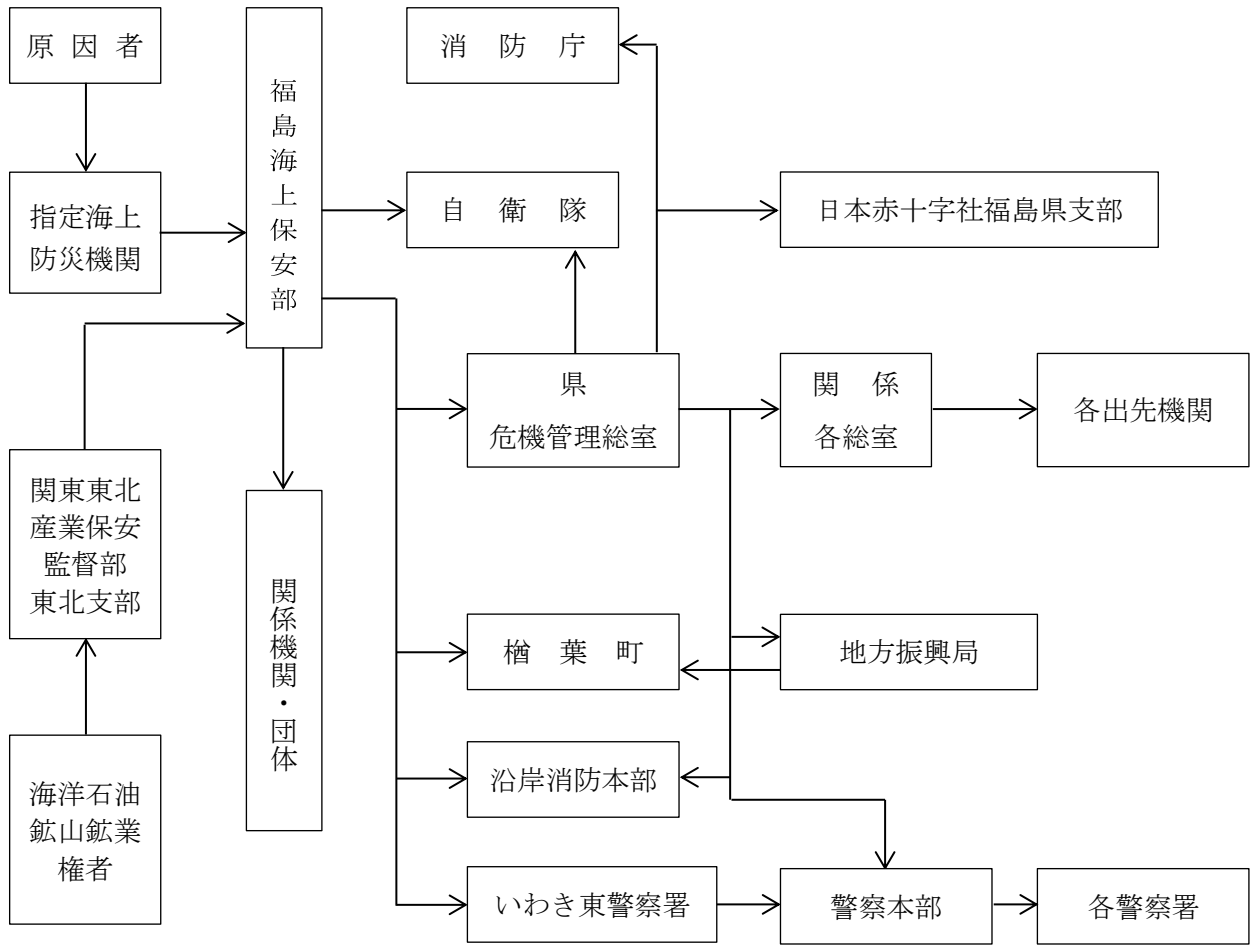 原因者
消防庁
福島海上保安部
指定海上
防災機関
自衛隊
日本赤十字社福島県支部
県
危機管理総室
関係
各総室
各出先機関
関東東北
産業保安
監督部
東北支部
関係機関・団体
楢葉町
地方振興局
海洋石油
鉱山鉱業
権者
沿岸消防本部
いわき東警察署
警察本部
各警察署